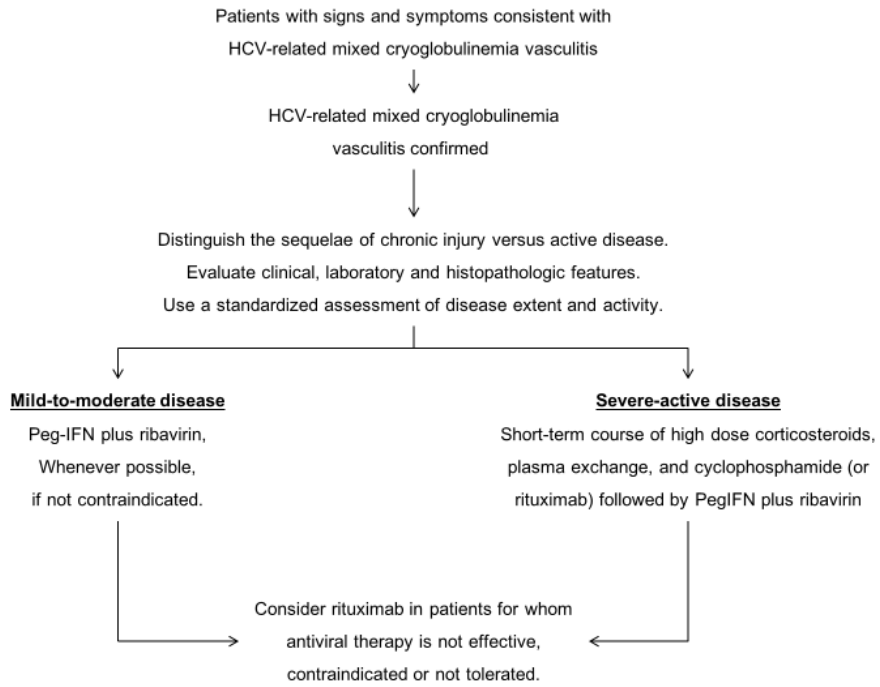 Patients with signs and symptoms consistent with
HCV-related mixed cryoglobulinemia vasculitis
HCV-related mixed cryoglobulinemia
vasculitis confirmed
Distinguish the sequelae of chronic injury versus active disease.
Evaluate clinical, laboratory and histopathologic features.
Use a standardized assessment of disease extent and activity.
Mild-to-moderate disease
Peg-IFN plus ribavirin,
Whenever possible,
if not contraindicated.
Severe-active disease
Short-term course of high dose corticosteroids,
plasma exchange, and cyclophosphamide (or
rituximab) followed by PegIFN plus ribavirin
Consider rituximab in patients for whom
antiviral therapy is not effective,
contraindicated or not tolerated.